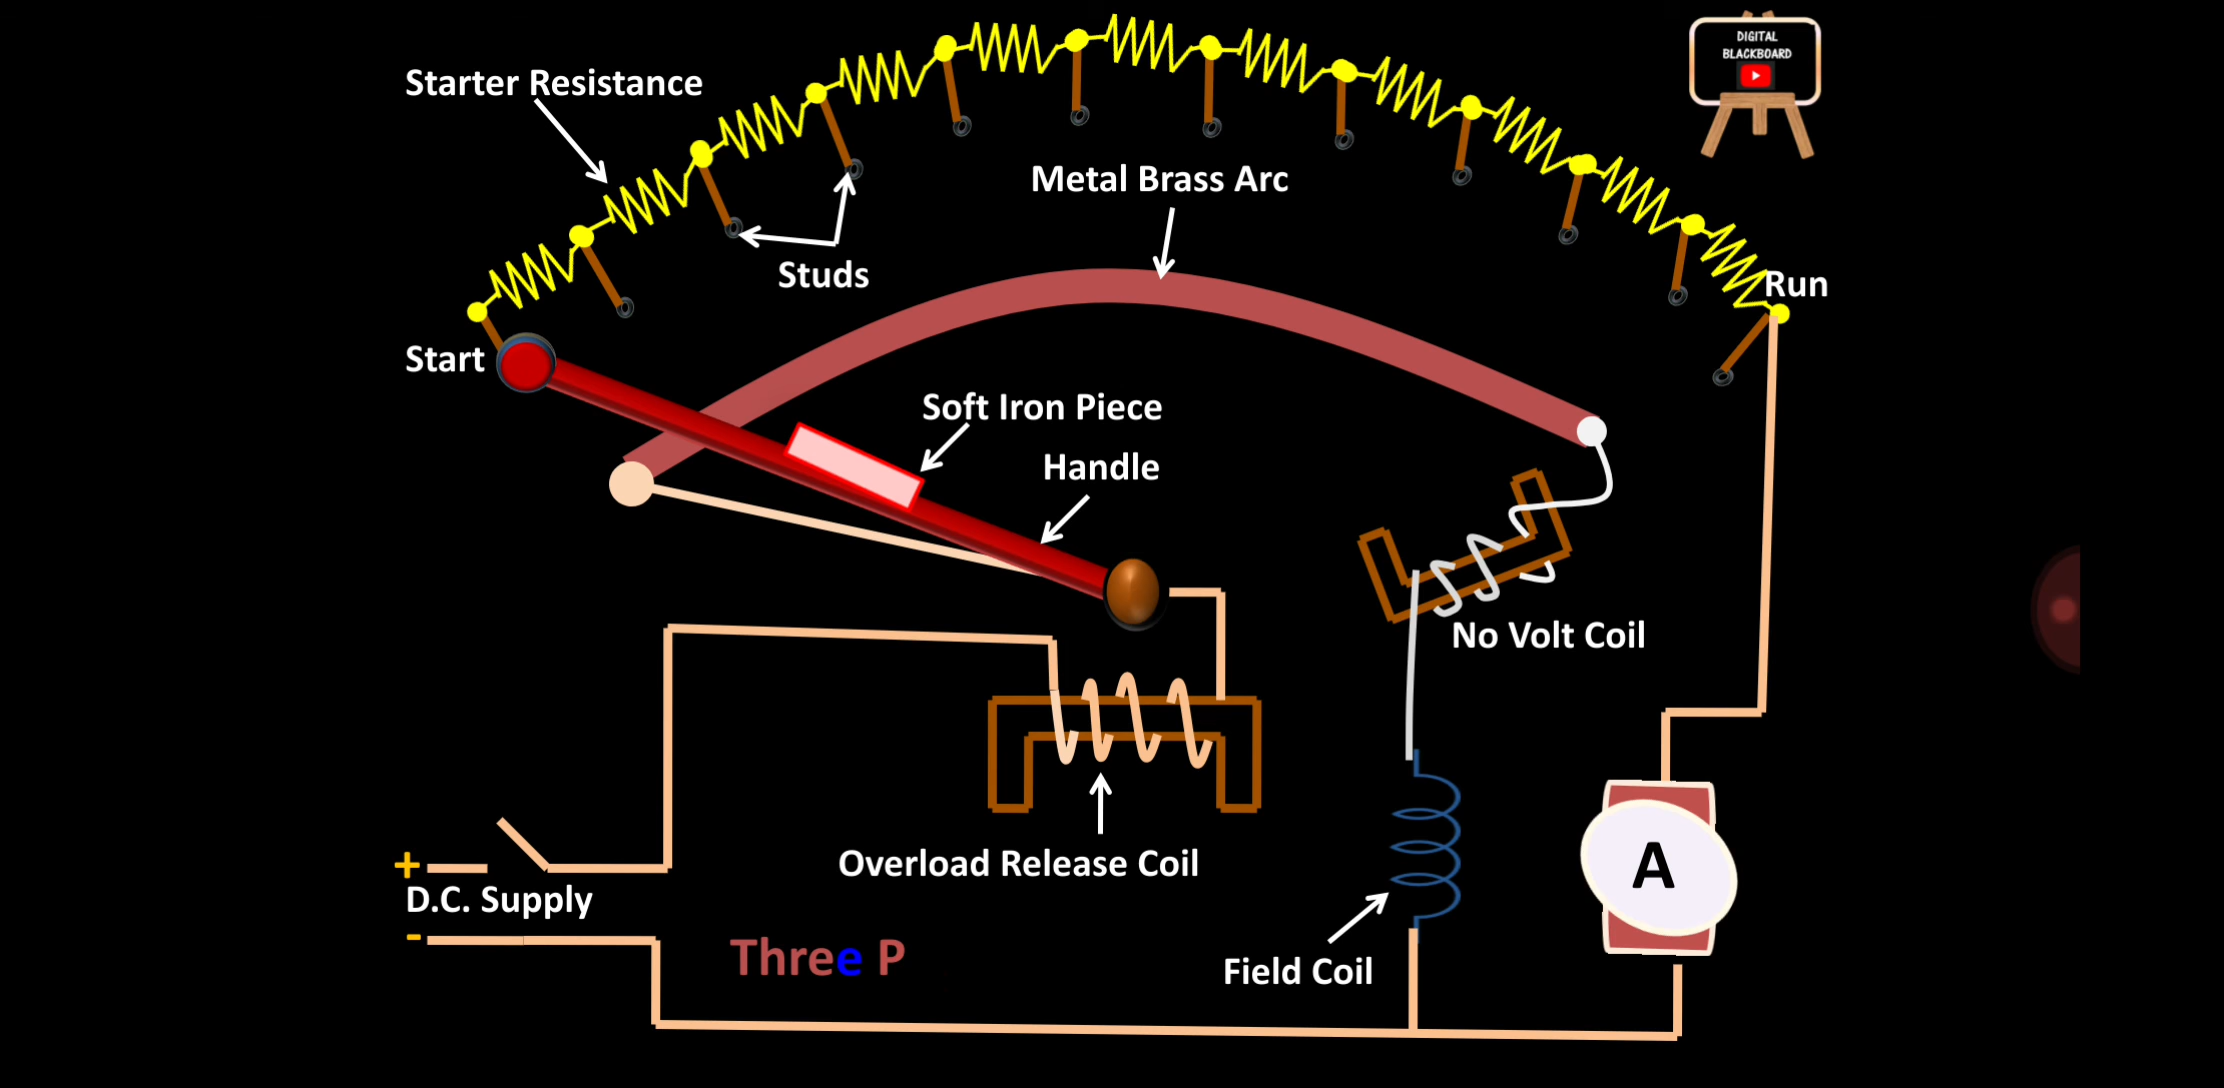 DIGITAL
BLACKBOARD
Starter Resistance
Metal Brass Arc
Studs
Run
Start
Soft Iron Piece
Handle
No Volt Coil
Overload Release Coil
+
D.C. Supply
-
A
Three P
Field Coil